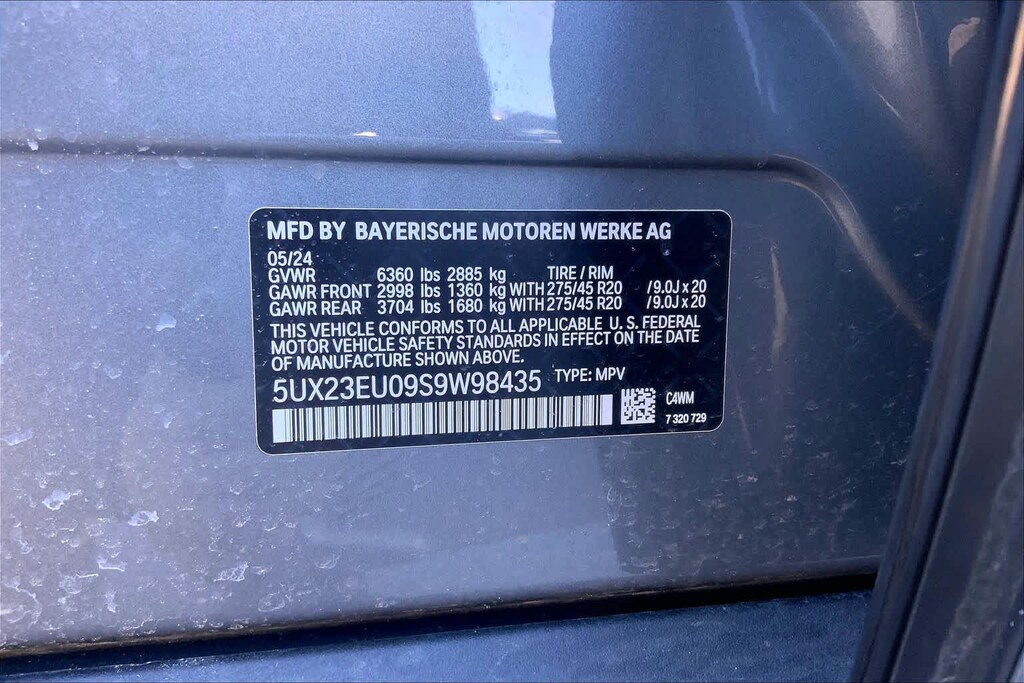 MFD BY BAYERISCHE MOTOREN WERKE AG
05/24
GVWR 6360 lbs 2885 kg TIRE / RIM
GAWR FRONT 2998 lbs 1360 kg WITH 275/45 R20 / 9.0J x 20
GAWR REAR 3704 lbs 1680 kg WITH 275/45 R20 / 9.0J x 20
THIS VEHICLE CONFORMS TO ALL APPLICABLE U. S. FEDERAL
MOTOR VEHICLE SAFETY STANDARDS IN EFFECT ON THE DATE
OF MANUFACTURE SHOWN ABOVE.
5UX23EU09S9W98435 TYPE: MPV
C4WM
7 320 729